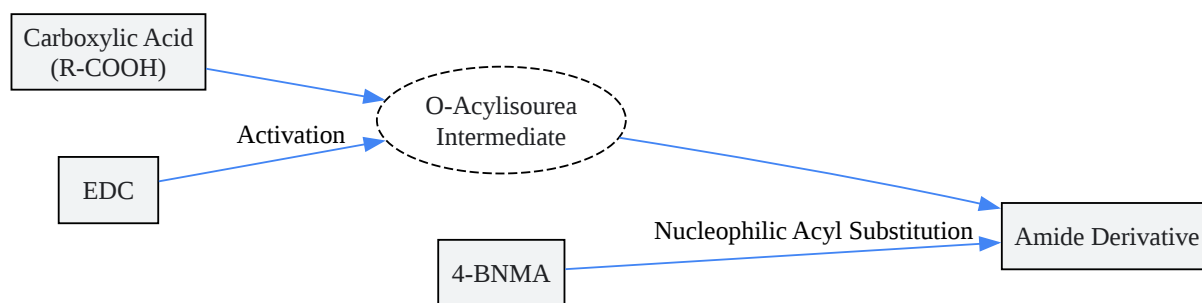 Carboxylic Acid
(R-COOH)
O-Acylisourea
Intermediate
Activation
EDC
Nucleophilic Acyl Substitution
Amide Derivative
4-BNMA